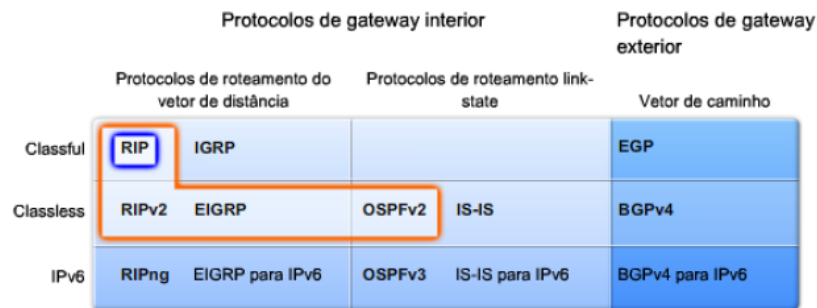 Protocolos de gateway interior
Protocolos de gateway
exterior
Protocolos de roteamento do
vetor de distância
Protocolos de roteamento link-
state
Vetor de caminho
Classful RIP IGRP EGP
Classless RIPv2 EIGRP OSPFv2 IS-IS BGPv4
IPv6 RIPng EIGRP para IPv6 OSPFv3 IS-IS para IPv6 BGPv4 para IPv6